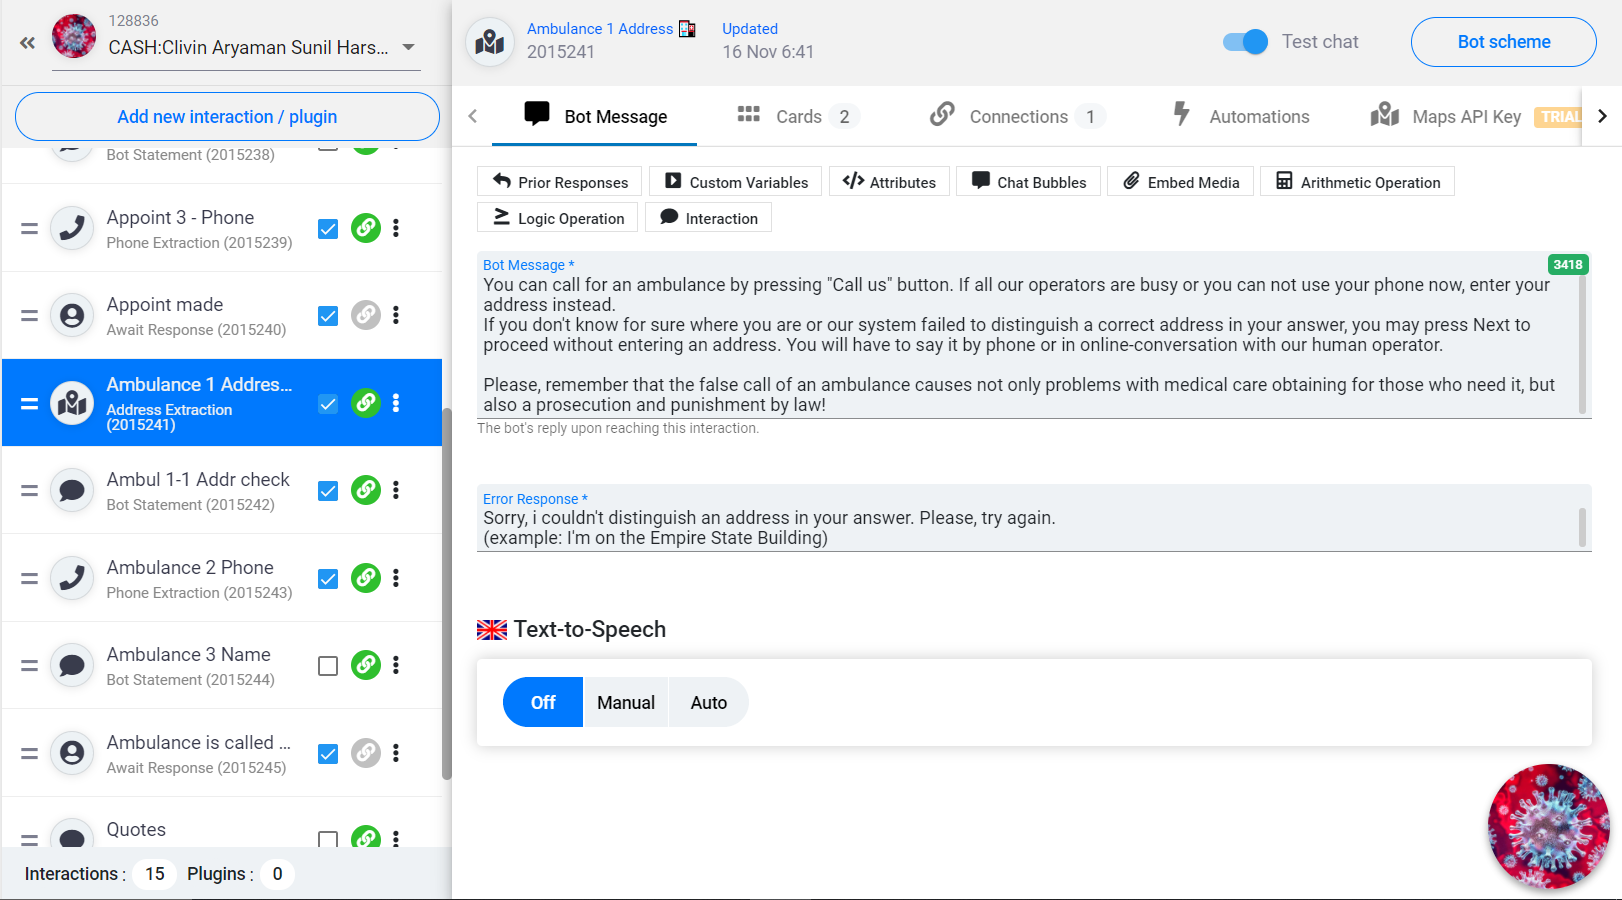 128836
CASH:Clivin Aryaman Sunil Hars...
Add new interaction / plugin
Bot Statement (2015238)
Appoint 3 - Phone
Phone Extraction (2015239)
Appoint made
Await Response (2015240)
Ambulance 1 Addres...
Address Extraction
(2015241)
Ambul 1-1 Addr check
Bot Statement (2015242)
Ambulance 2 Phone
Phone Extraction (2015243)
Ambulance 3 Name
Bot Statement (2015244)
Ambulance is called ...
Await Response (2015245)
Quotes
Interactions : 15 Plugins : 0
Ambulance 1 Address
2015241
Updated
16 Nov 6:41
Test chat
Bot scheme
Bot Message
Cards 2
Connections 1
Automations
Maps API Key TRIAL
Prior Responses
Custom Variables
Attributes
Chat Bubbles
Embed Media
Arithmetic Operation
Logic Operation
Interaction
Bot Message *
3418
You can call for an ambulance by pressing "Call us" button. If all our operators are busy or you can not use your phone now, enter your
address instead.
If you don't know for sure where you are or our system failed to distinguish a correct address in your answer, you may press Next to
proceed without entering an address. You will have to say it by phone or in online-conversation with our human operator.
Please, remember that the false call of an ambulance causes not only problems with medical care obtaining for those who need it, but
also a prosecution and punishment by law!
The bot's reply upon reaching this interaction.
Error Response *
Sorry, i couldn't distinguish an address in your answer. Please, try again.
(example: I'm on the Empire State Building)
Text-to-Speech
Off
Manual
Auto